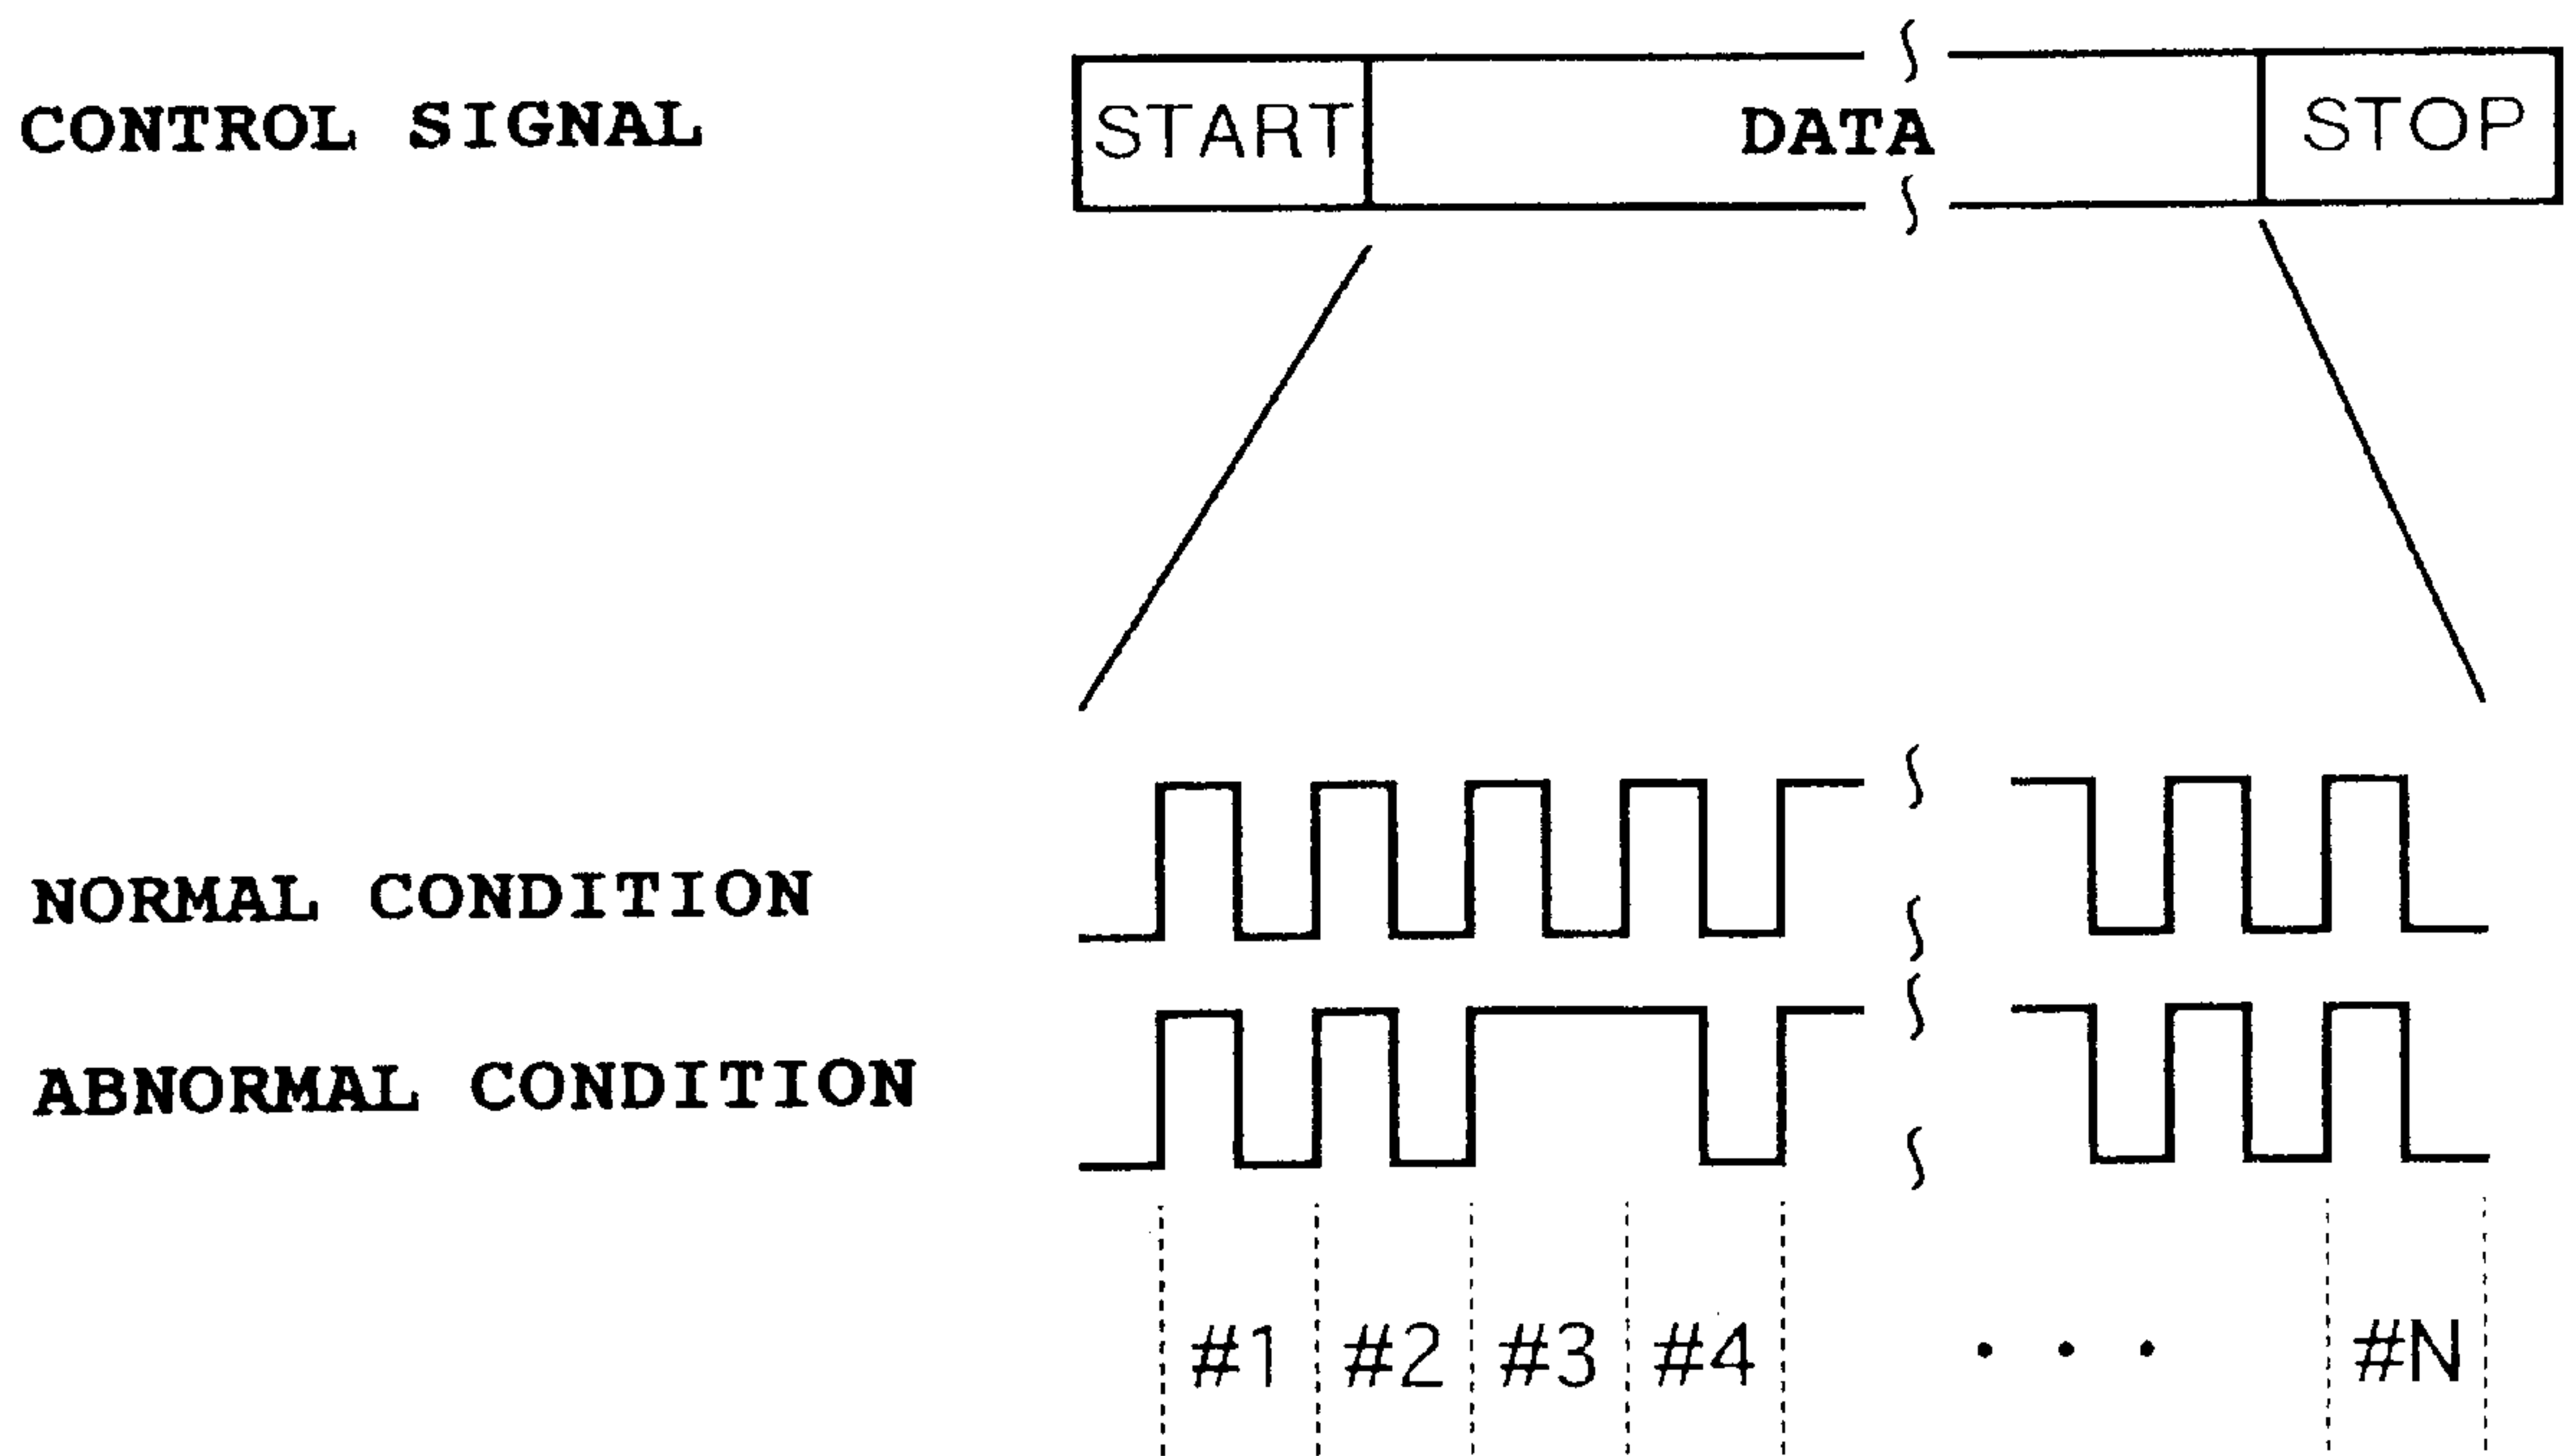 CONTROL SIGNAL
START DATA STOP
NORMAL CONDITION
ABNORMAL CONDITION
#1 #2 #3 #4 • • • #N